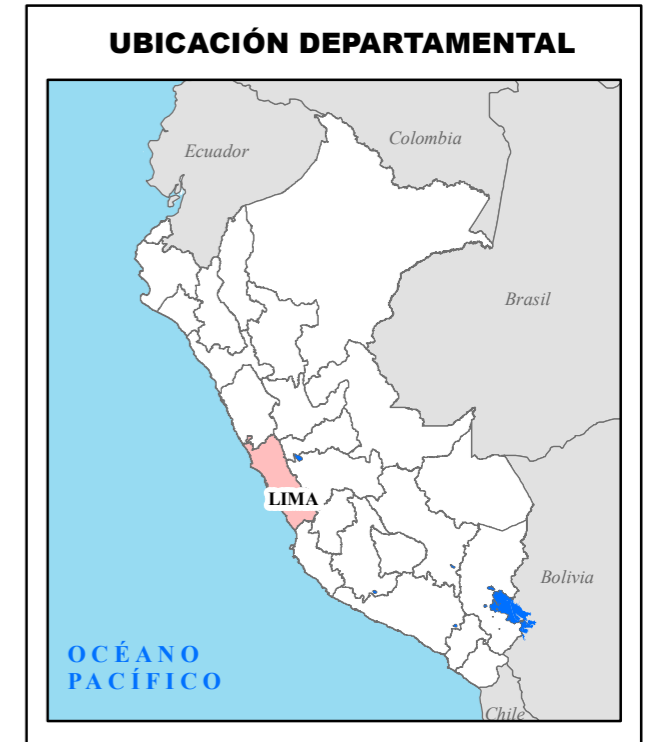 UBICACIÓN DEPARTAMENTAL
Colombia
Ecuador
Brasil
LIMA
Bolivia
OCÉANO
PACÍFICO
Chile